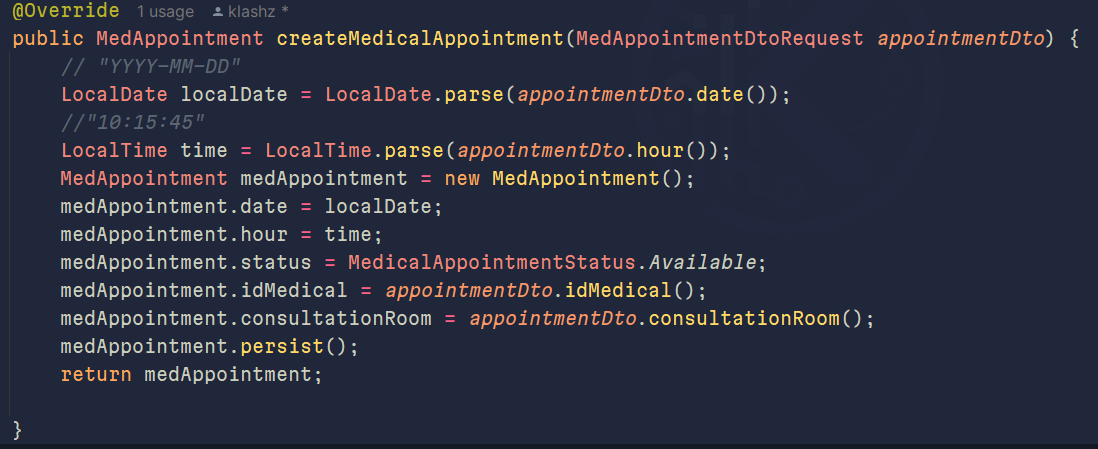 @Override 1 usage klashz *
public MedAppointment createMedicalAppointment(MedAppointmentDtoRequest appointmentDto) {
// "YYYY-MM-DD"
LocalDate localDate = LocalDate.parse(appointmentDto.date());
//"10:15:45"
LocalTime time = LocalTime.parse(appointmentDto.hour());
MedAppointment medAppointment = new MedAppointment();
medAppointment.date = localDate;
medAppointment.hour = time;
medAppointment.status = MedicalAppointmentStatus.Available;
medAppointment.idMedical = appointmentDto.idMedical();
medAppointment.consultationRoom = appointmentDto.consultationRoom();
medAppointment.persist();
return medAppointment;
}